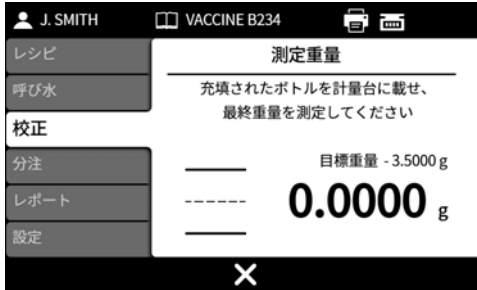 J. SMITH
VACCINE B234
レシピ
呼び水
校正
分注
レポート
設定
測定重量
充填されたボトルを計量台に載せ、
最終重量を測定してください
目標重量 - 3.5000 g
0.0000 g